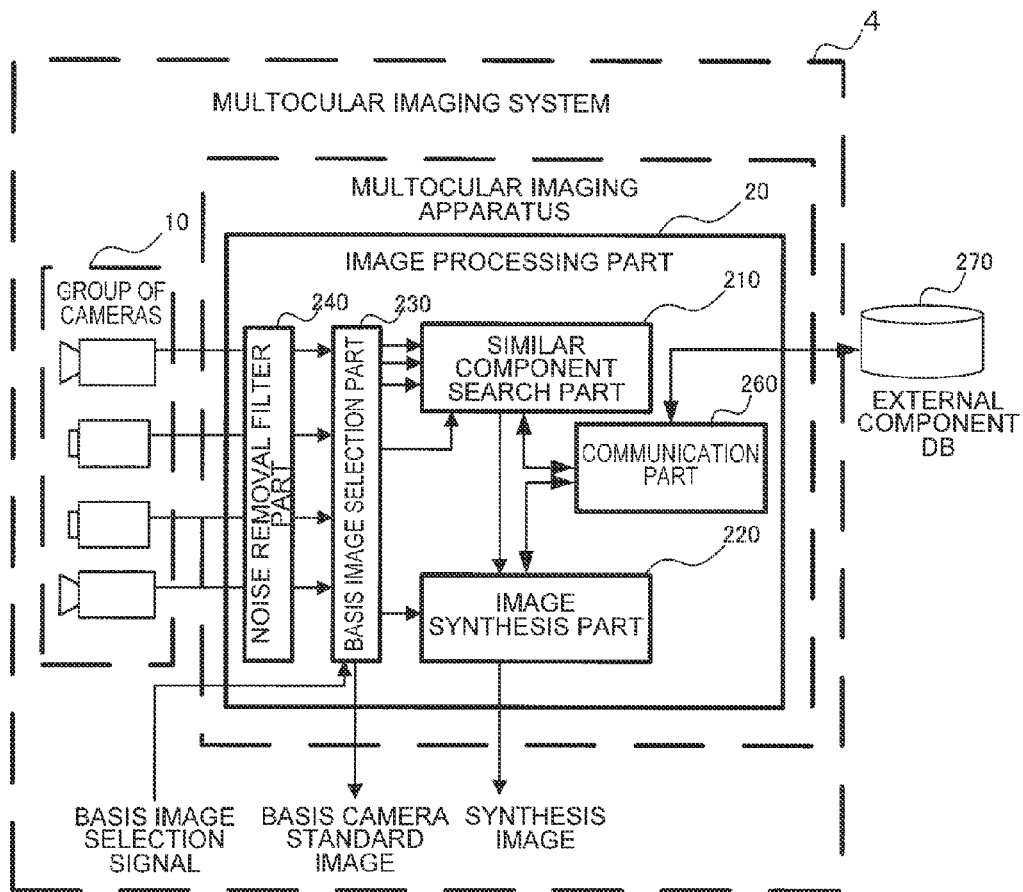 4
MULTOCULAR IMAGING SYSTEM
MULTOCULAR IMAGING
APPARATUS
20
10
IMAGE PROCESSING PART
GROUP OF
CAMERAS
240
230
210
270
NOISE REMOVAL FILTER
PART
BASIS IMAGE SELECTION PART
SIMILAR
COMPONENT
SEARCH PART
260
EXTERNAL
COMPONENT
DB
COMMUNICATION
PART
220
IMAGE
SYNTHESIS PART
BASIS IMAGE
SELECTION
SIGNAL
BASIS CAMERA
STANDARD
IMAGE
SYNTHESIS
IMAGE